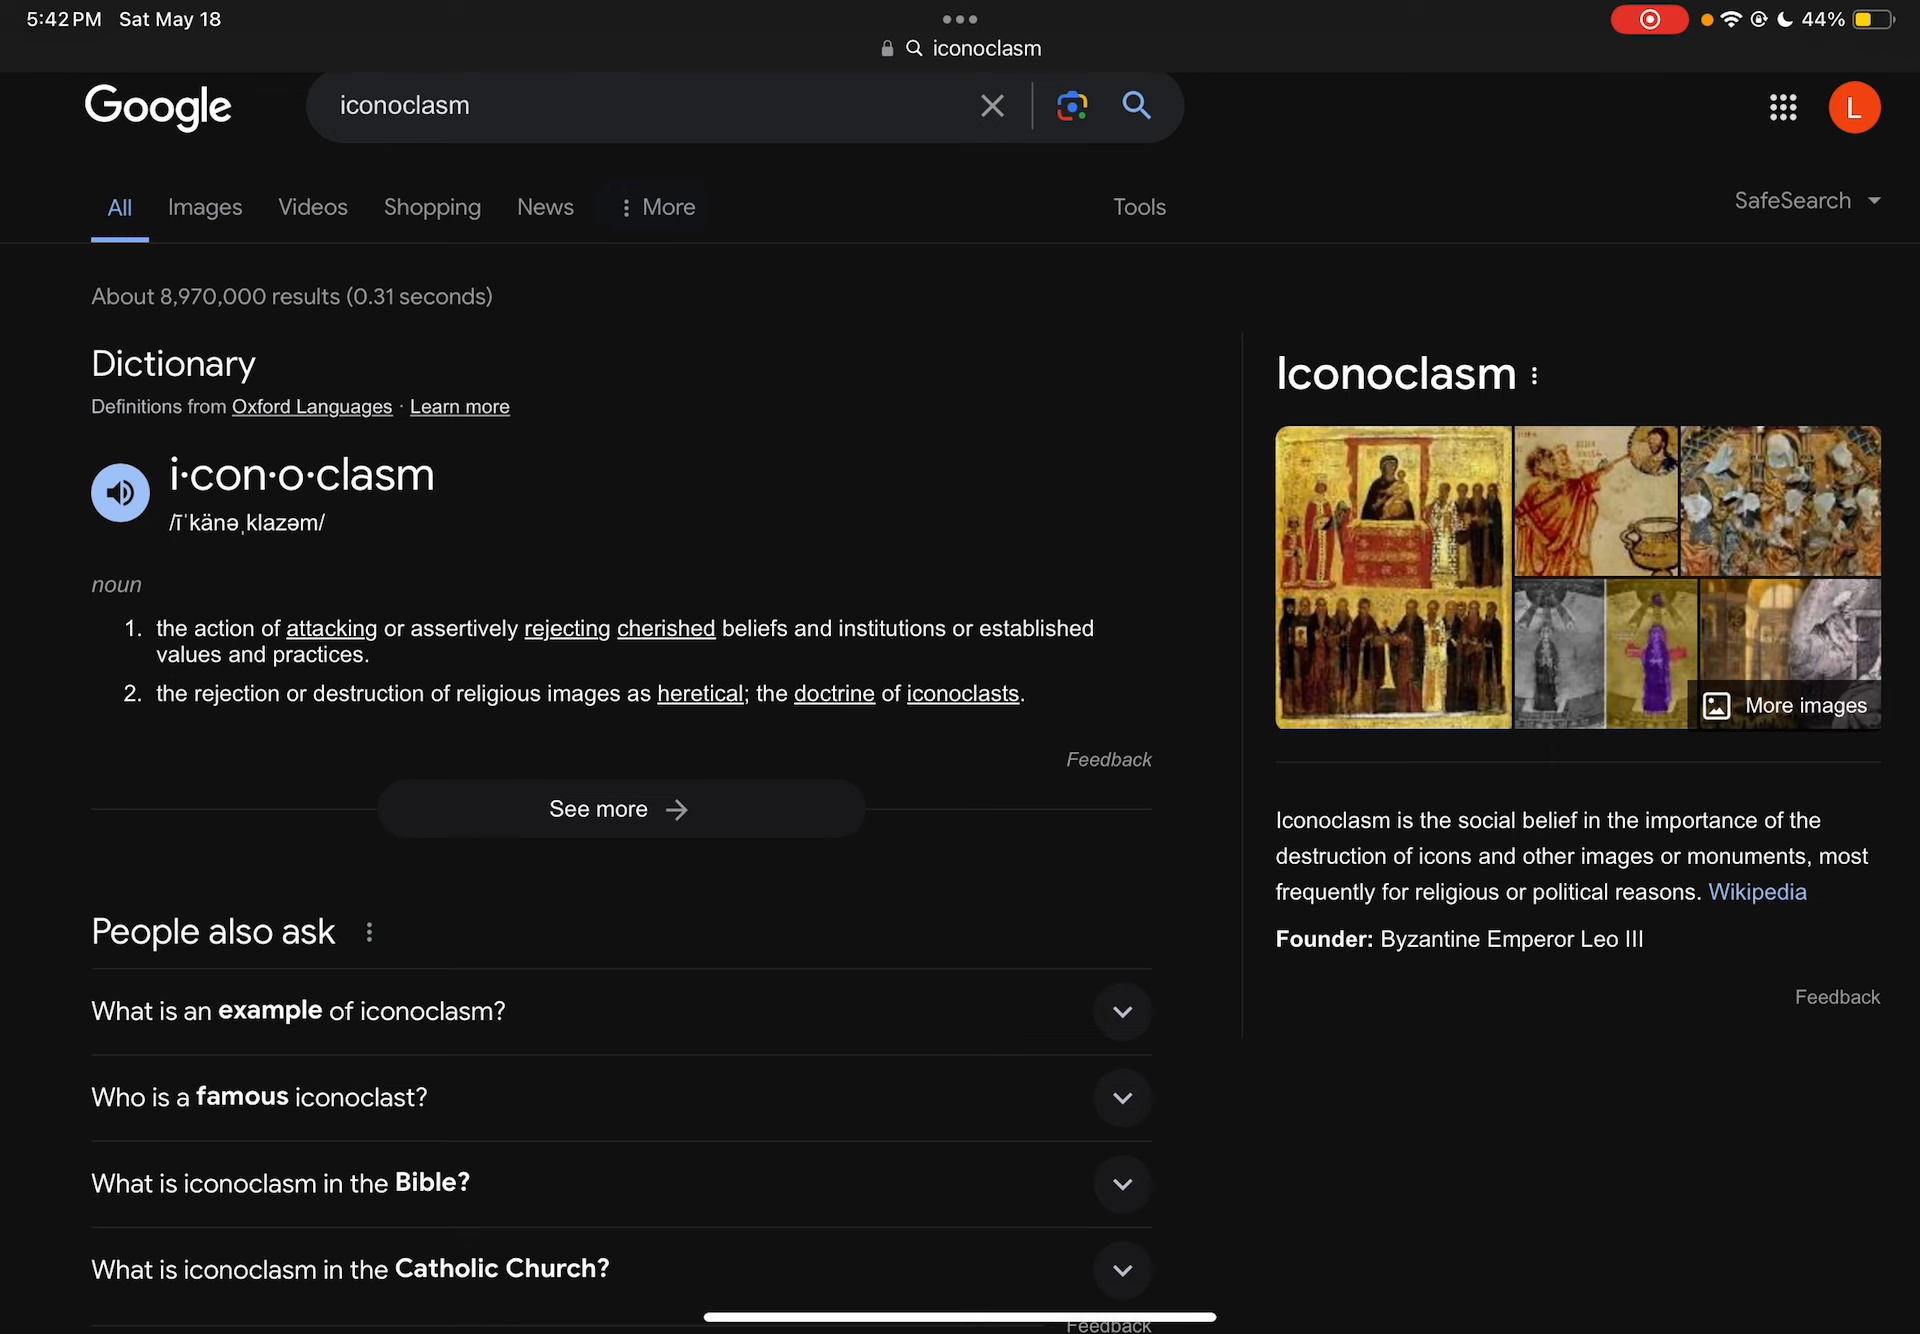 5:42 PM Sat May 18
44%
iconoclasm
Google
iconoclasm
L
All Images Videos Shopping News More Tools SafeSearch
About 8,970,000 results (0.31 seconds)
Dictionary
Definitions from Oxford Languages · Learn more
i·con·o·clasm
/īˈkänəˌklazəm/
noun
1. the action of attacking or assertively rejecting cherished beliefs and institutions or established
values and practices.
2. the rejection or destruction of religious images as heretical; the doctrine of iconoclasts.
Feedback
See more
People also ask
What is an example of iconoclasm?
Who is a famous iconoclast?
What is iconoclasm in the Bible?
What is iconoclasm in the Catholic Church?
Feedback
Iconoclasm
More images
Iconoclasm is the social belief in the importance of the
destruction of icons and other images or monuments, most
frequently for religious or political reasons. Wikipedia
Founder: Byzantine Emperor Leo III
Feedback